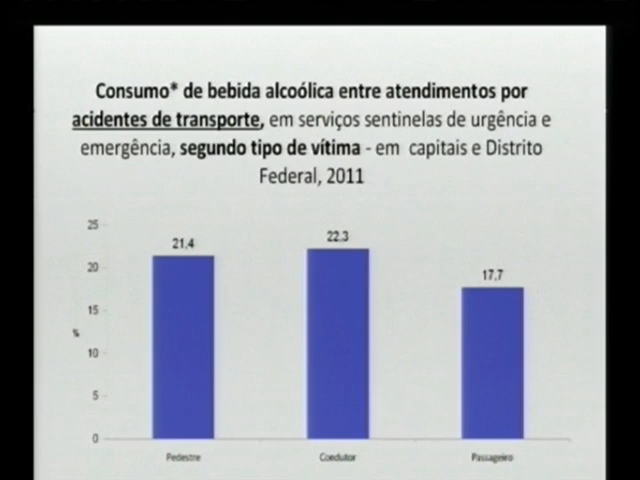 Consumo* de bebida alcoólica entre atendimentos por
acidentes de transporte, em serviços sentinelas de urgência e
emergência, segundo tipo de vítima - em capitais e Distrito
Federal, 2011
25
20
15
%
10
5
0
21,4
22,3
17,7
Pedestre
Condutor
Passageiro